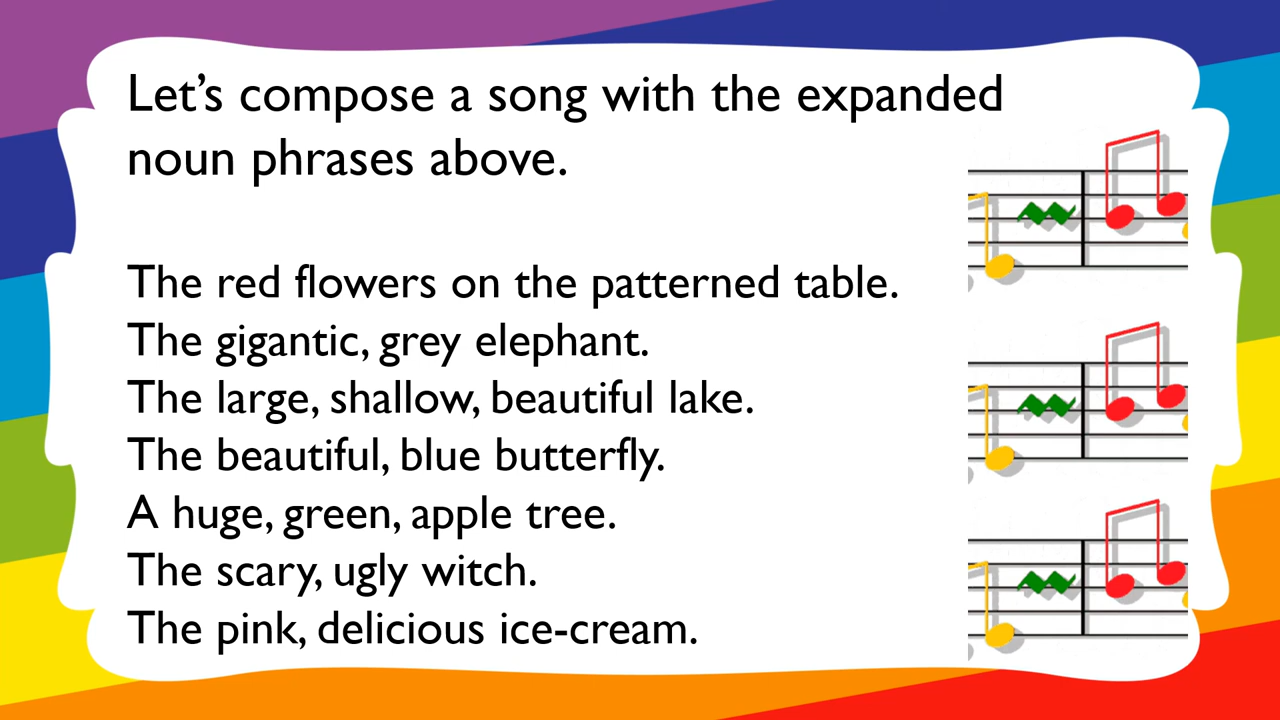 Let’s compose a song with the expanded
noun phrases above.
The red flowers on the patterned table.
The gigantic, grey elephant.
The large, shallow, beautiful lake.
The beautiful, blue butterfly.
A huge, green, apple tree.
The scary, ugly witch.
The pink, delicious ice-cream.